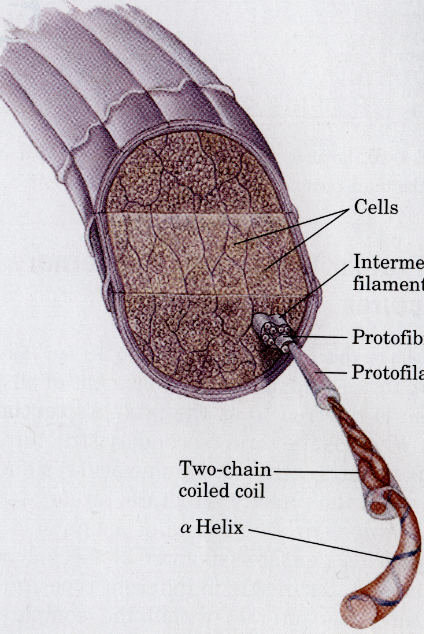 Cells
Interme
filament
Protofib
Protofila
Two-chain
coiled coil
α Helix